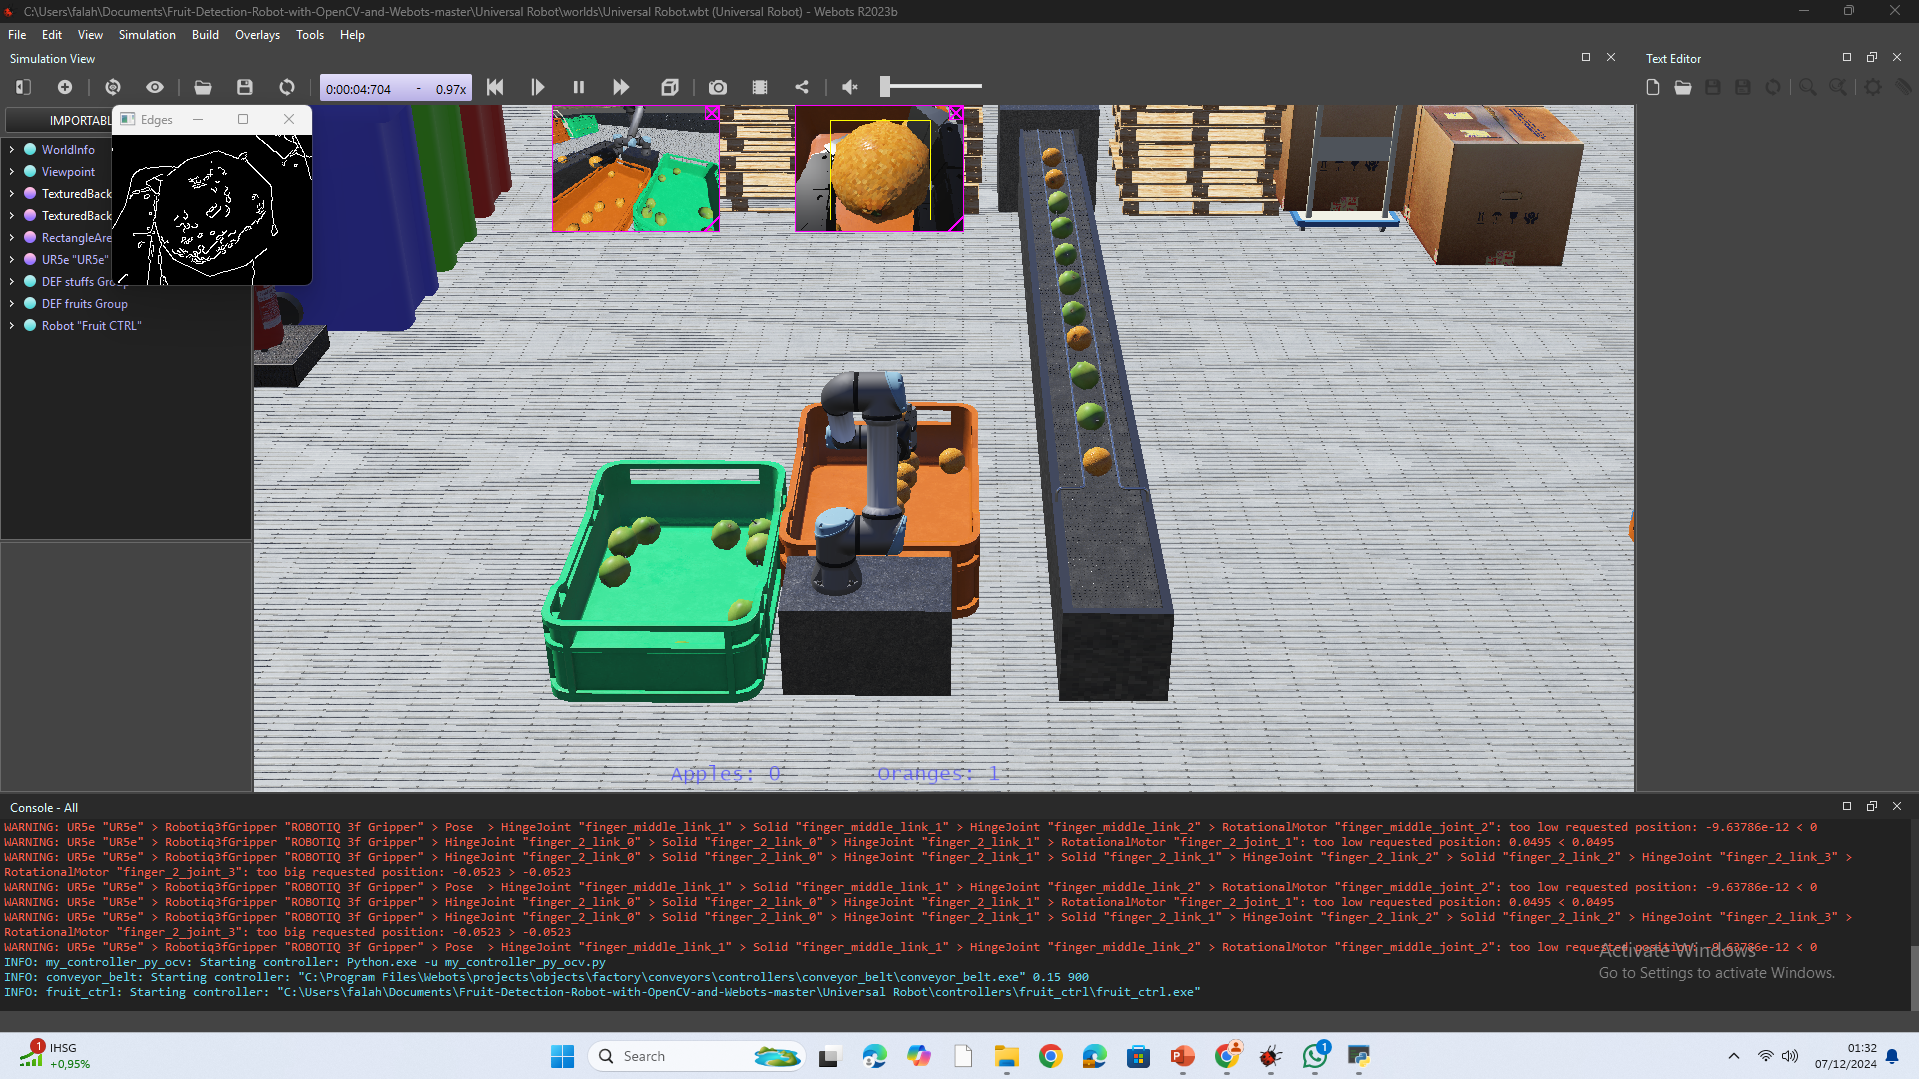 C:\Users\falah\Documents\Fruit-Detection-Robot-with-OpenCV-and-Webots-master\Universal Robot\worlds\Universal Robot.wbt (Universal Robot) - Webots R2023b
File Edit View Simulation Build Overlays Tools Help
Simulation View
Text Editor
0:00:04:704 - 0.97x
IMPORTABL
Edges
WorldInfo
Viewpoint
TexturedBack
TexturedBack
RectangleAre
UR5e "UR5e"
DEF stuffs Group
DEF fruits Group
Robot "Fruit CTRL"
Apples: 0 Oranges: 1
Console - All
WARNING: UR5e "UR5e" > Robotiq3fGripper "ROBOTIQ 3f Gripper" > Pose > HingeJoint "finger_middle_link_1" > Solid "finger_middle_link_1" > HingeJoint "finger_middle_link_2" > RotationalMotor "finger_middle_joint_2": too low requested position: -9.63786e-12 < 0
WARNING: UR5e "UR5e" > Robotiq3fGripper "ROBOTIQ 3f Gripper" > HingeJoint "finger_2_link_0" > Solid "finger_2_link_0" > HingeJoint "finger_2_link_1" > RotationalMotor "finger_2_joint_1": too low requested position: 0.0495 < 0.0495
WARNING: UR5e "UR5e" > Robotiq3fGripper "ROBOTIQ 3f Gripper" > HingeJoint "finger_2_link_0" > Solid "finger_2_link_0" > HingeJoint "finger_2_link_1" > Solid "finger_2_link_1" > HingeJoint "finger_2_link_2" > Solid "finger_2_link_2" > HingeJoint "finger_2_link_3" >
RotationalMotor "finger_2_joint_3": too big requested position: -0.0523 > -0.0523
WARNING: UR5e "UR5e" > Robotiq3fGripper "ROBOTIQ 3f Gripper" > Pose > HingeJoint "finger_middle_link_1" > Solid "finger_middle_link_1" > HingeJoint "finger_middle_link_2" > RotationalMotor "finger_middle_joint_2": too low requested position: -9.63786e-12 < 0
WARNING: UR5e "UR5e" > Robotiq3fGripper "ROBOTIQ 3f Gripper" > HingeJoint "finger_2_link_0" > Solid "finger_2_link_0" > HingeJoint "finger_2_link_1" > RotationalMotor "finger_2_joint_1": too low requested position: 0.0495 < 0.0495
WARNING: UR5e "UR5e" > Robotiq3fGripper "ROBOTIQ 3f Gripper" > HingeJoint "finger_2_link_0" > Solid "finger_2_link_0" > HingeJoint "finger_2_link_1" > Solid "finger_2_link_1" > HingeJoint "finger_2_link_2" > Solid "finger_2_link_2" > HingeJoint "finger_2_link_3" >
RotationalMotor "finger_2_joint_3": too big requested position: -0.0523 > -0.0523
WARNING: UR5e "UR5e" > Robotiq3fGripper "ROBOTIQ 3f Gripper" > Pose > HingeJoint "finger_middle_link_1" > Solid "finger_middle_link_1" > HingeJoint "finger_middle_link_2" > RotationalMotor "finger_middle_joint_2": too low requested position: -9.63786e-12 < 0
INFO: my_controller_py_ocv: Starting controller: Python.exe -u my_controller_py_ocv.py
INFO: conveyor_belt: Starting controller: "C:\Program Files\Webots\projects\objects\factory\conveyors\controllers\conveyor_belt\conveyor_belt.exe" 0.15 900
INFO: fruit_ctrl: Starting controller: "C:\Users\falah\Documents\Fruit-Detection-Robot-with-OpenCV-and-Webots-master\Universal Robot\controllers\fruit_ctrl\fruit_ctrl.exe"
Activate Windows
Go to Settings to activate Windows.
1
IHSG
+0,95%
Search
1
01:32
07/12/2024